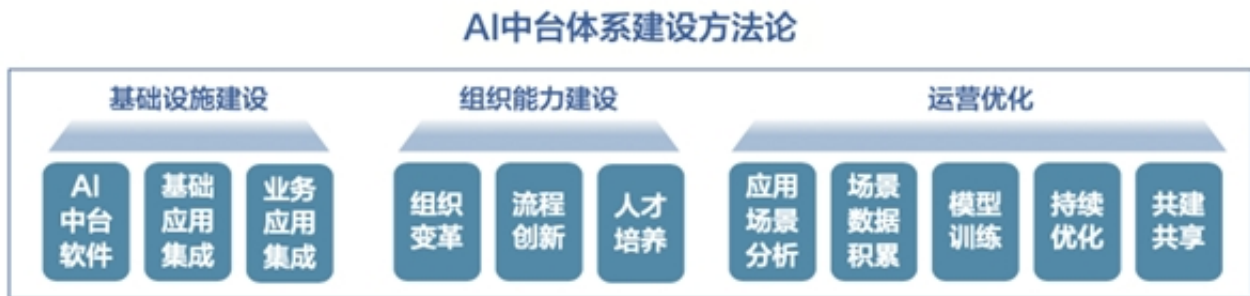 AI中台体系建设方法论
基础设施建设
AI
中台
软件
基础
应用
集成
业务
应用
集成
组织能力建设
组织
变革
流程
创新
人才
培养
运营优化
应用
场景
分析
场景
数据
积累
模型
训练
持续
优化
共建
共享